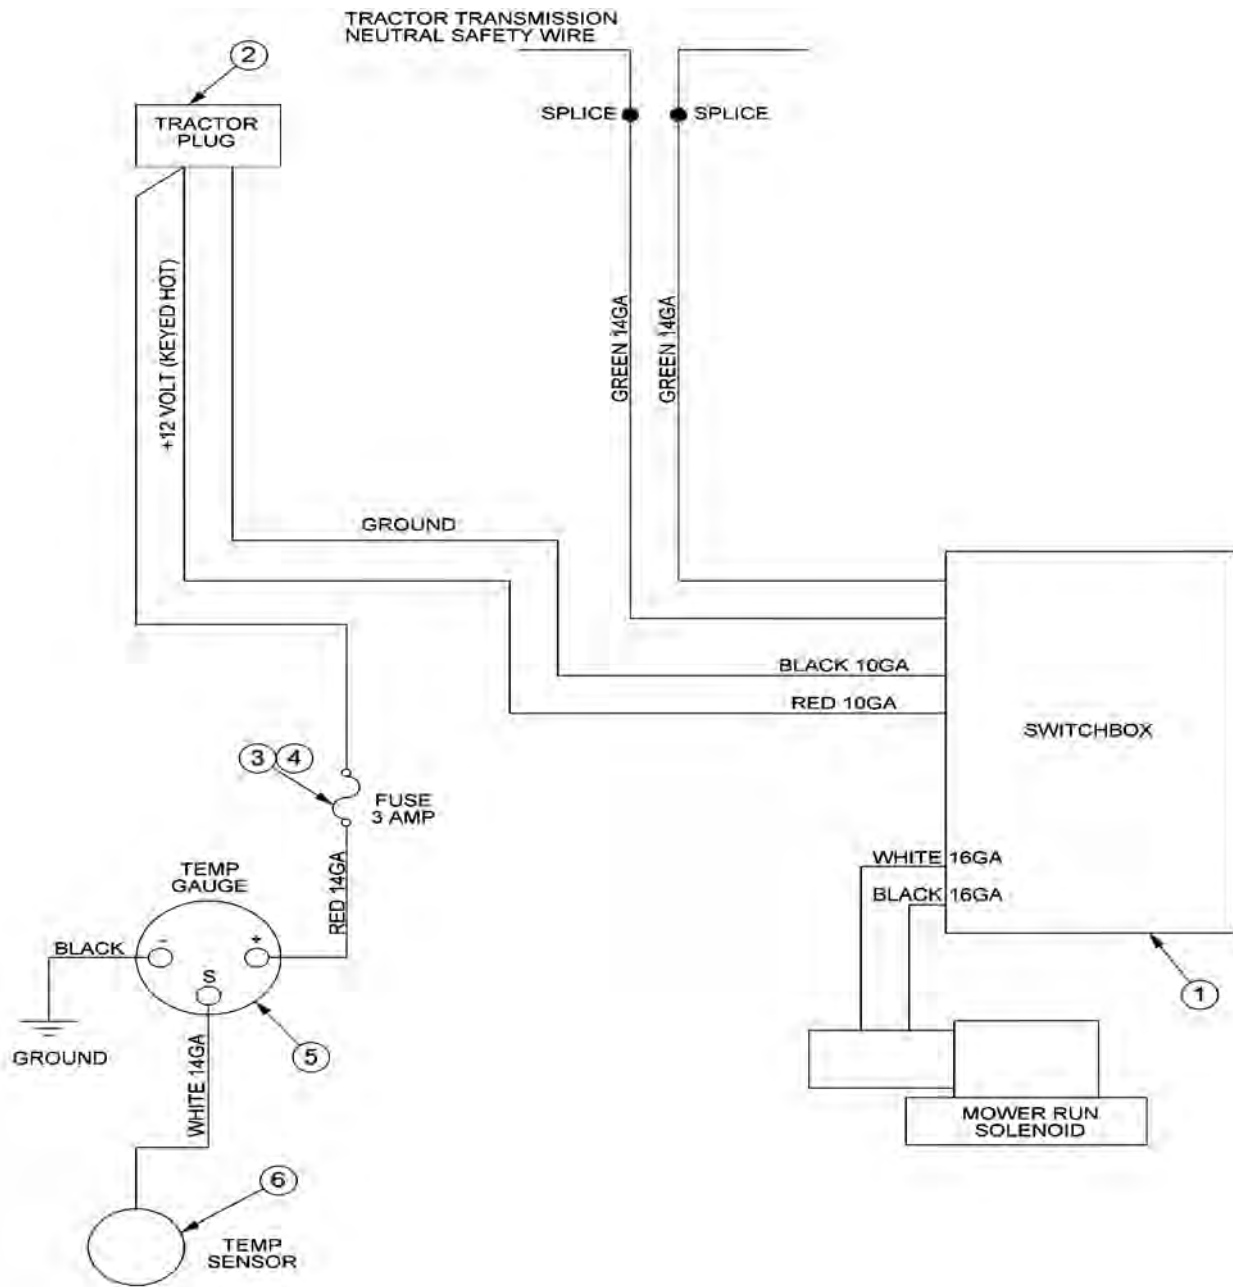 TRACTOR TRANSMISSION
NEUTRAL SAFETY WIRE
2
TRACTOR
PLUG
SPLICE
SPLICE
+12 VOLT (KEYED HOT)
GREEN 14GA
GREEN 14GA
GROUND
BLACK 10GA
RED 10GA
SWITCHBOX
3 4
FUSE
3 AMP
RED 14GA
TEMP
GAUGE
WHITE 16GA
BLACK 16GA
BLACK
-
+
S
1
GROUND
5
WHITE 14GA
MOWER RUN
SOLENOID
6
TEMP
SENSOR